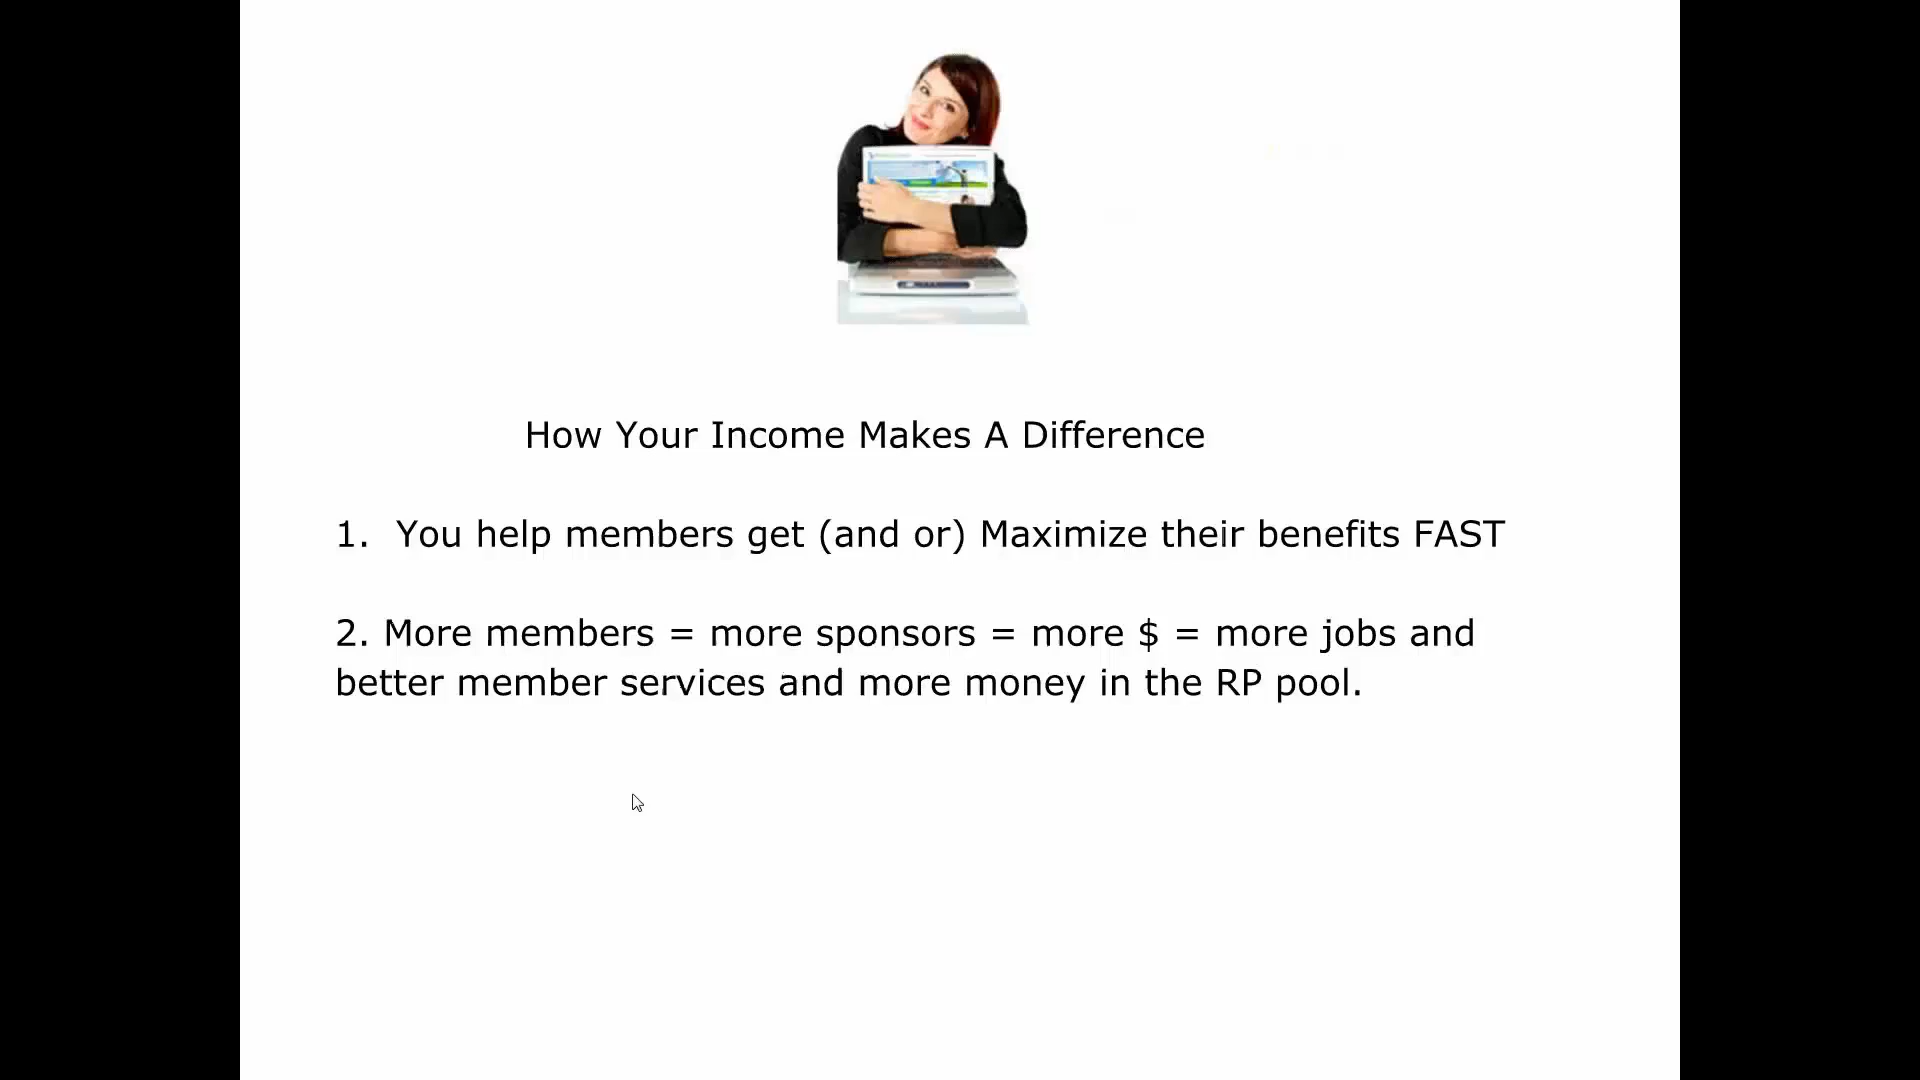 How Your Income Makes A Difference
1. You help members get (and or) Maximize their benefits FAST
2. More members = more sponsors = more $ = more jobs and
better member services and more money in the RP pool.